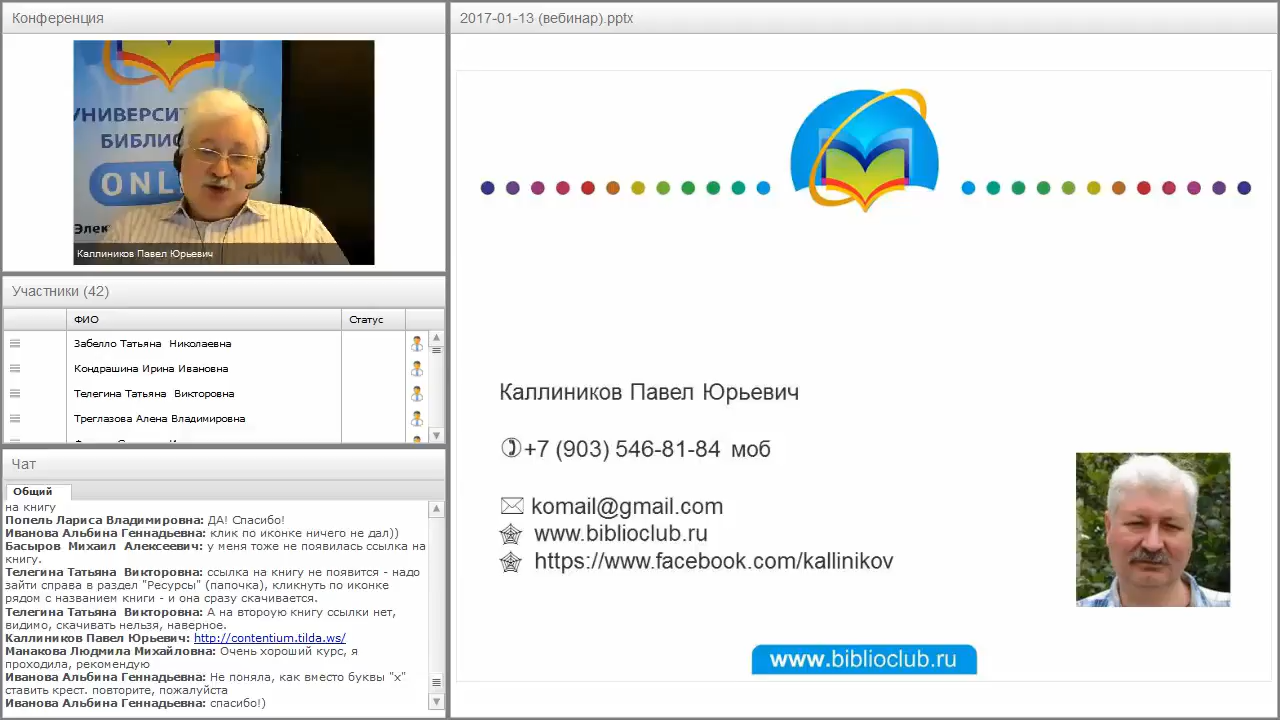 Конференция
УНИВЕРСИТ
БИБЛИО
ONL
Элек
Каллиников Павел Юрьевич
Участники (42)
ФИО Статус
Забелло Татьяна Николаевна
Кондрашина Ирина Ивановна
Телегина Татьяна Викторовна
Треглазова Алена Владимировна
Чат
Общий
на книгу
Попель Лариса Владимировна: ДА! Спасибо!
Иванова Альбина Геннадьевна: клик по иконке ничего не дал))
Басыров Михаил Алексеевич: у меня тоже не появилась ссылка на
книгу.
Телегина Татьяна Викторовна: ссылка на книгу не появится - надо
зайти справа в раздел "Ресурсы" (папочка), кликнуть по иконке
рядом с названием книги - и она сразу скачивается.
Телегина Татьяна Викторовна: А на вторую книгу ссылки нет,
видимо, скачивать нельзя, наверное.
Каллиников Павел Юрьевич: http://contentium.tilda.ws/
Манакова Людмила Михайловна: Очень хороший курс, я
проходила, рекомендую
Иванова Альбина Геннадьевна: Не поняла, как вместо буквы "х"
ставить крест. повторите, пожалуйста
Иванова Альбина Геннадьевна: спасибо!)
2017-01-13 (вебинар).pptx
Каллиников Павел Юрьевич
+7 (903) 546-81-84 моб
komail@gmail.com
www.biblioclub.ru
https://www.facebook.com/kallinikov
www.biblioclub.ru